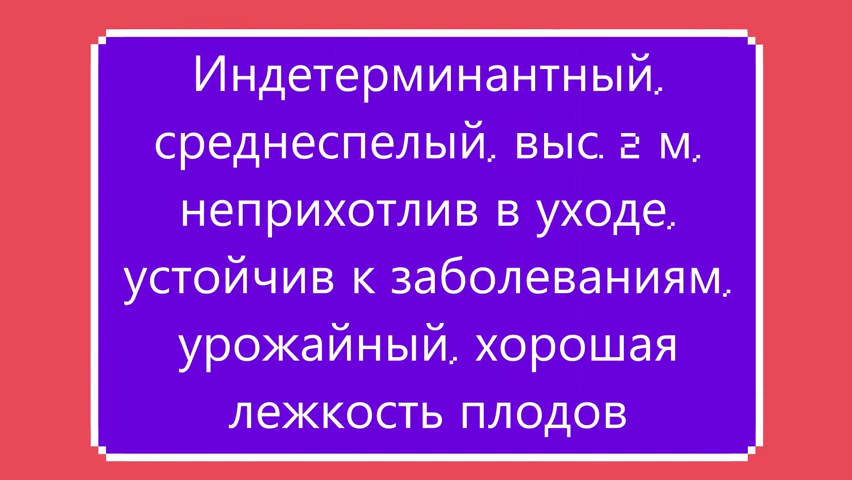 Индетерминантный,
среднеспелый, выс. 2 м,
неприхотлив в уходе,
устойчив к заболеваниям,
урожайный, хорошая
лежкость плодов